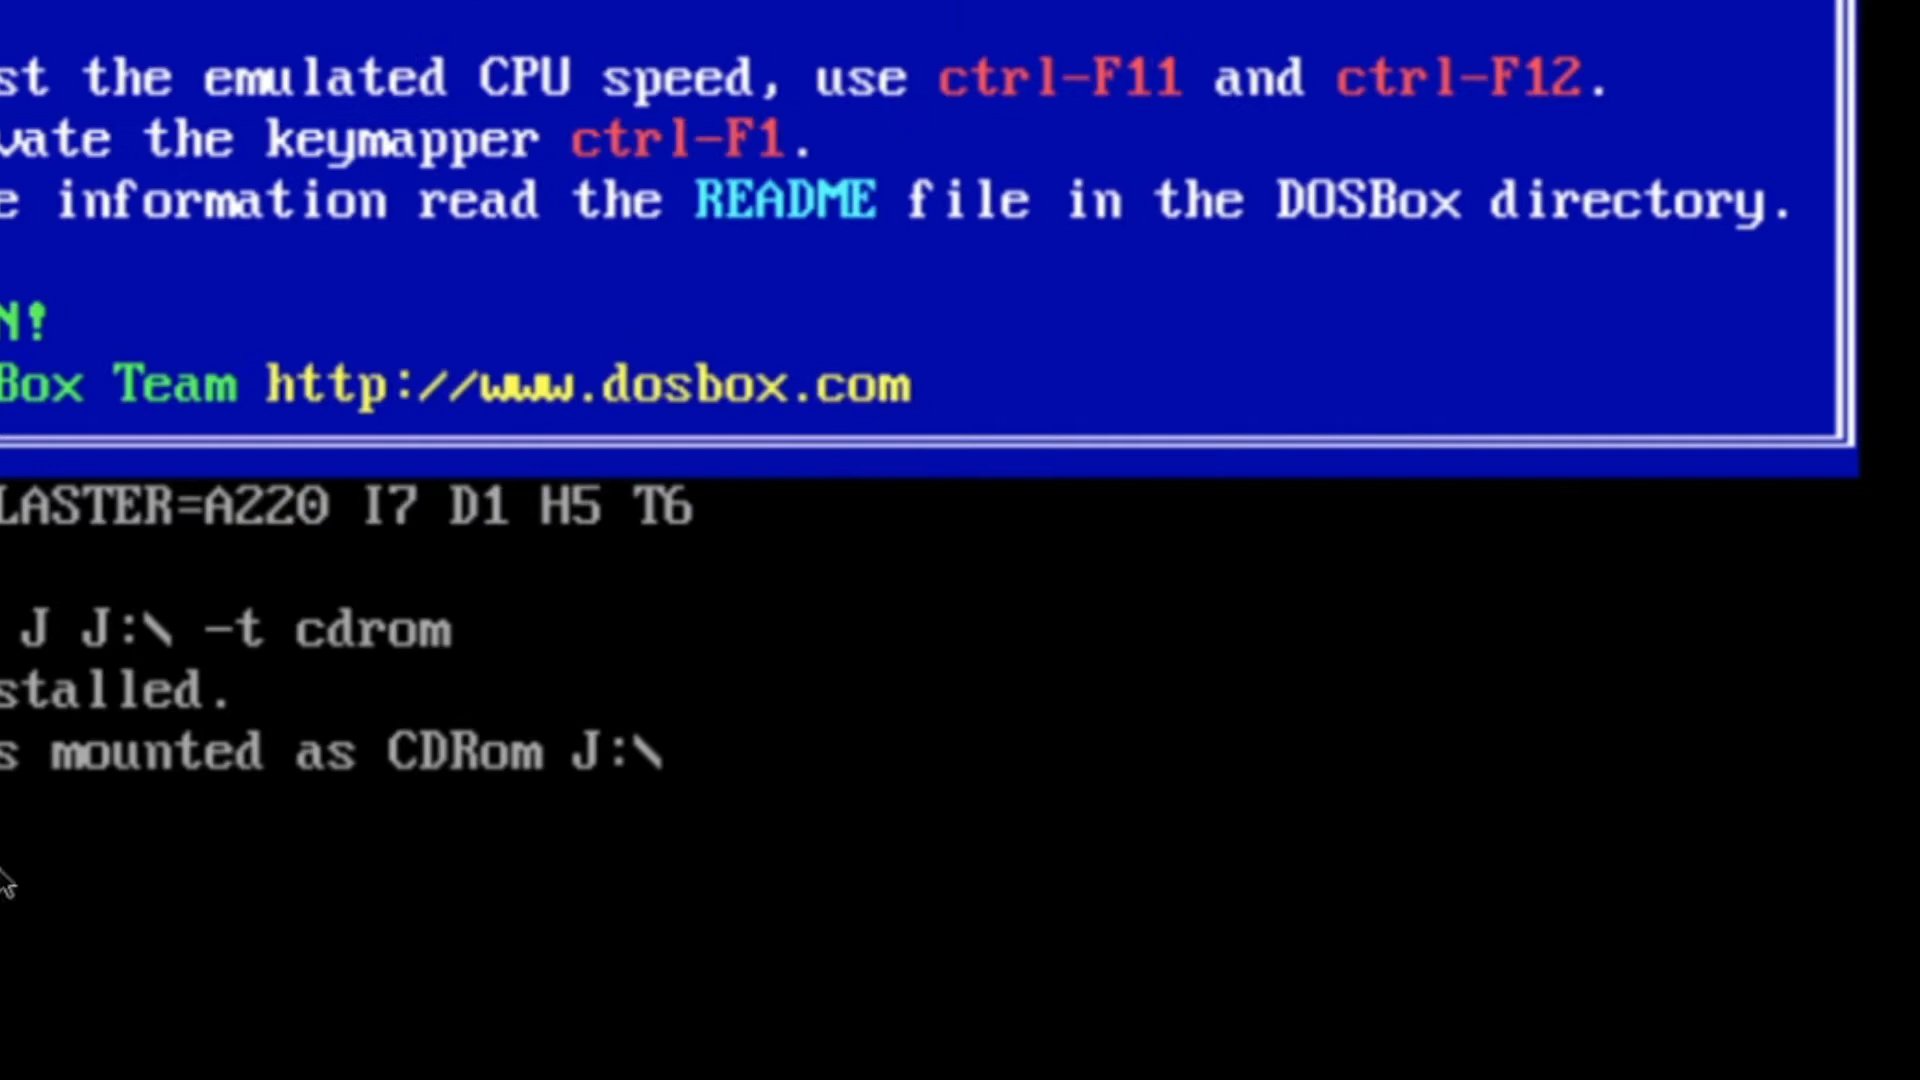 st the emulated CPU speed, use ctrl-F11 and ctrl-F12.
vate the keymapper ctrl-F1.
e information read the README file in the DOSBox directory.
N!
Box Team http://www.dosbox.com
LASTER=A220 I7 D1 H5 T6
J J:\ -t cdrom
stalled.
s mounted as CDRom J:\